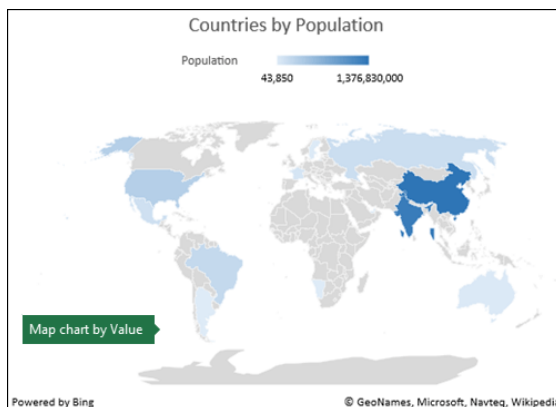 Countries by Population
Population
43,850 1,376,830,000
Map chart by Value
Powered by Bing © GeoNames, Microsoft, Navteq, Wikipedia